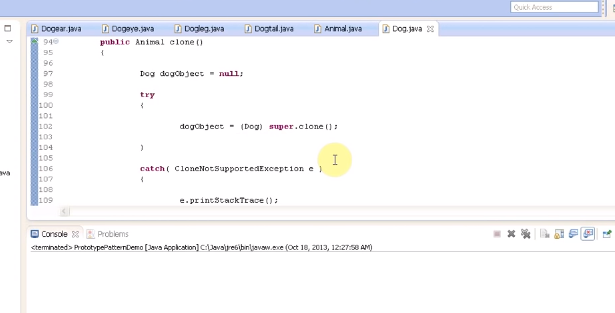 Quick Access
Dogear.java Dogeye.java Dogleg.java Dogtail.java Animal.java Dog.java
94 public Animal clone()
95 {
96
97 Dog dogObject = null;
98
99 try
100 {
101
102 dogObject = (Dog) super.clone();
103
104 }
105
106 catch( CloneNotSupportedException e )
107 {
108
109 e.printStackTrace();
ava
Console Problems
<terminated> PrototypePatternDemo [Java Application] C:\Java\jre6\bin\javaw.exe (Oct 18, 2013, 12:27:58 AM)